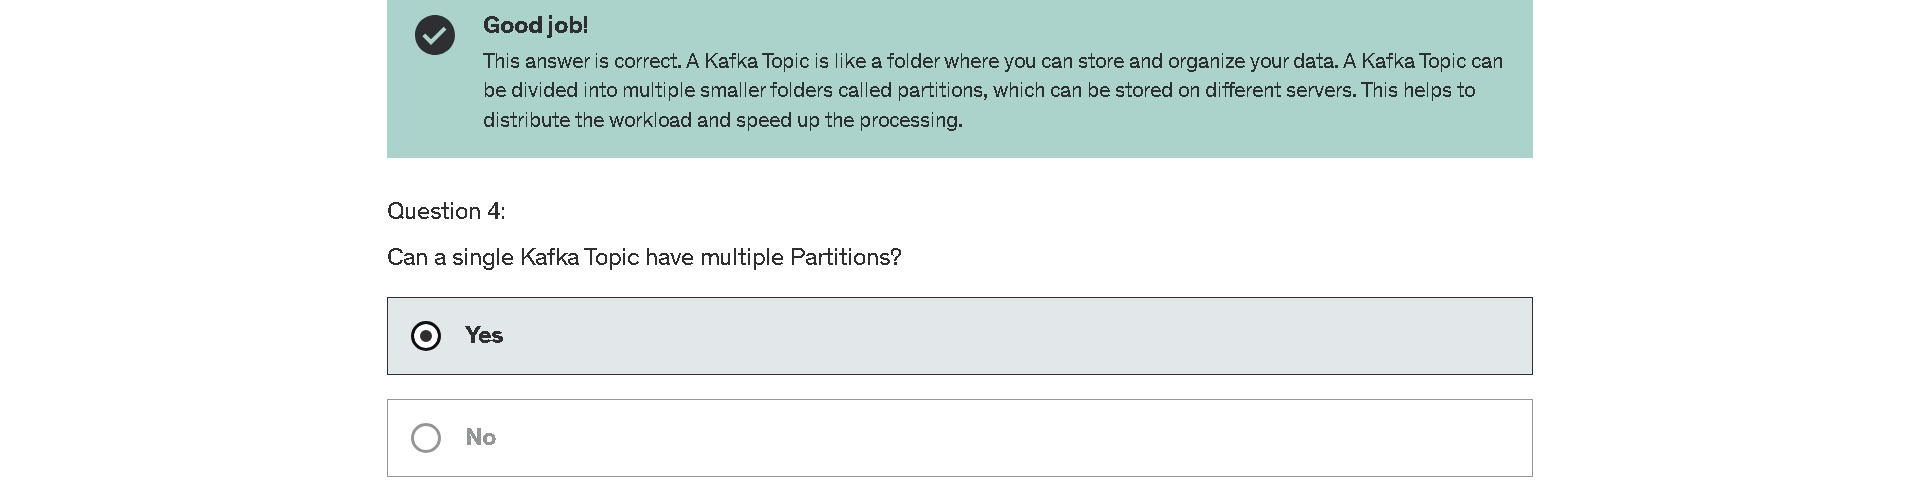 Good job!
This answer is correct. A Kafka Topic is like a folder where you can store and organize your data. A Kafka Topic can
be divided into multiple smaller folders called partitions, which can be stored on different servers. This helps to
distribute the workload and speed up the processing.
Question 4:
Can a single Kafka Topic have multiple Partitions?
Yes
No